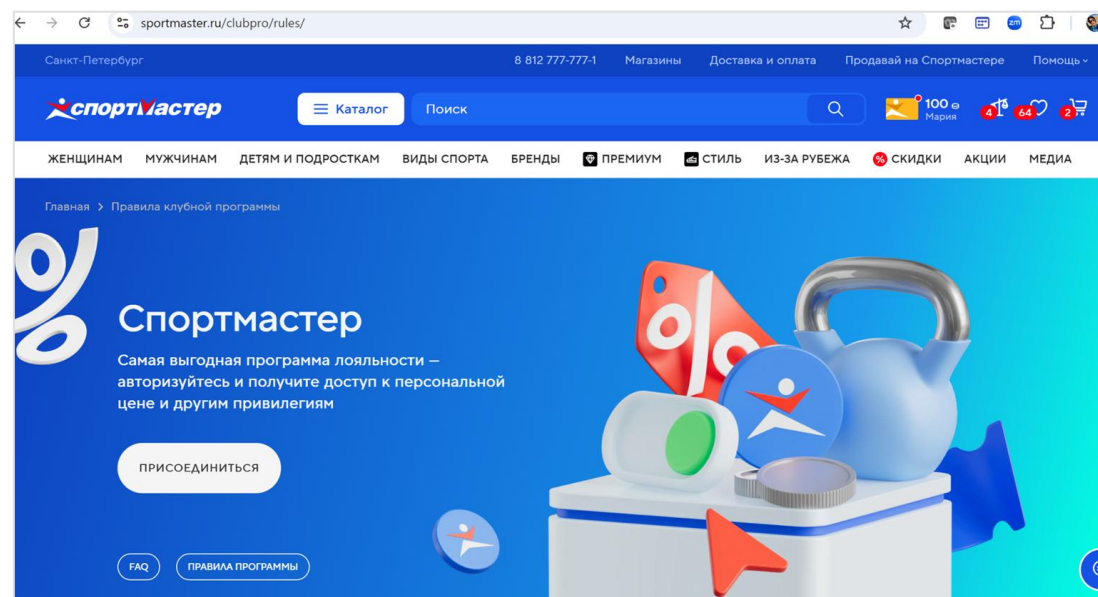 sportmaster.ru/clubpro/rules/
Санкт-Петербург 8 812 777-777-1 Магазины Доставка и оплата Продавай на Спортмастере Помощь
спортмастер Каталог Поиск 100 4 64 2
Мария
ЖЕНЩИНАМ МУЖЧИНАМ ДЕТЯМ И ПОДРОСТКАМ ВИДЫ СПОРТА БРЕНДЫ ПРЕМИУМ СТИЛЬ ИЗ-ЗА РУБЕЖА % СКИДКИ АКЦИИ МЕДИА
Главная > Правила клубной программы
%
Спортмастер
Самая выгодная программа лояльности —
авторизуйтесь и получите доступ к персональной
цене и другим привилегиям
ПРИСОЕДИНИТЬСЯ
FAQ ПРАВИЛА ПРОГРАММЫ